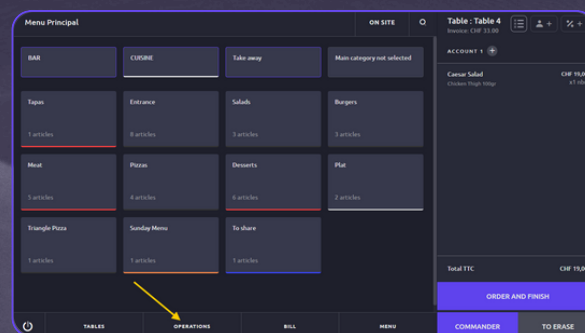 Menu Principal
ON SITE
Table : Table 4
Invoice: CHF 33.00
ACCOUNT 1
BAR
CUISINE
Take away
Main category not selected
Caesar Salad
CHF 19,0
Chicken Thigh 100gr
Tapas
1 articles
Entrance
8 articles
Salads
3 articles
Burgers
3 articles
Meat
5 articles
Pizzas
4 articles
Desserts
6 articles
Plat
2 articles
Triangle Pizza
1 articles
Sunday Menu
1 articles
To share
1 articles
Total TTC
CHF 19,0
ORDER AND FINISH
TABLES
OPERATIONS
BILL
MENU
COMMANDER
TO ERASE